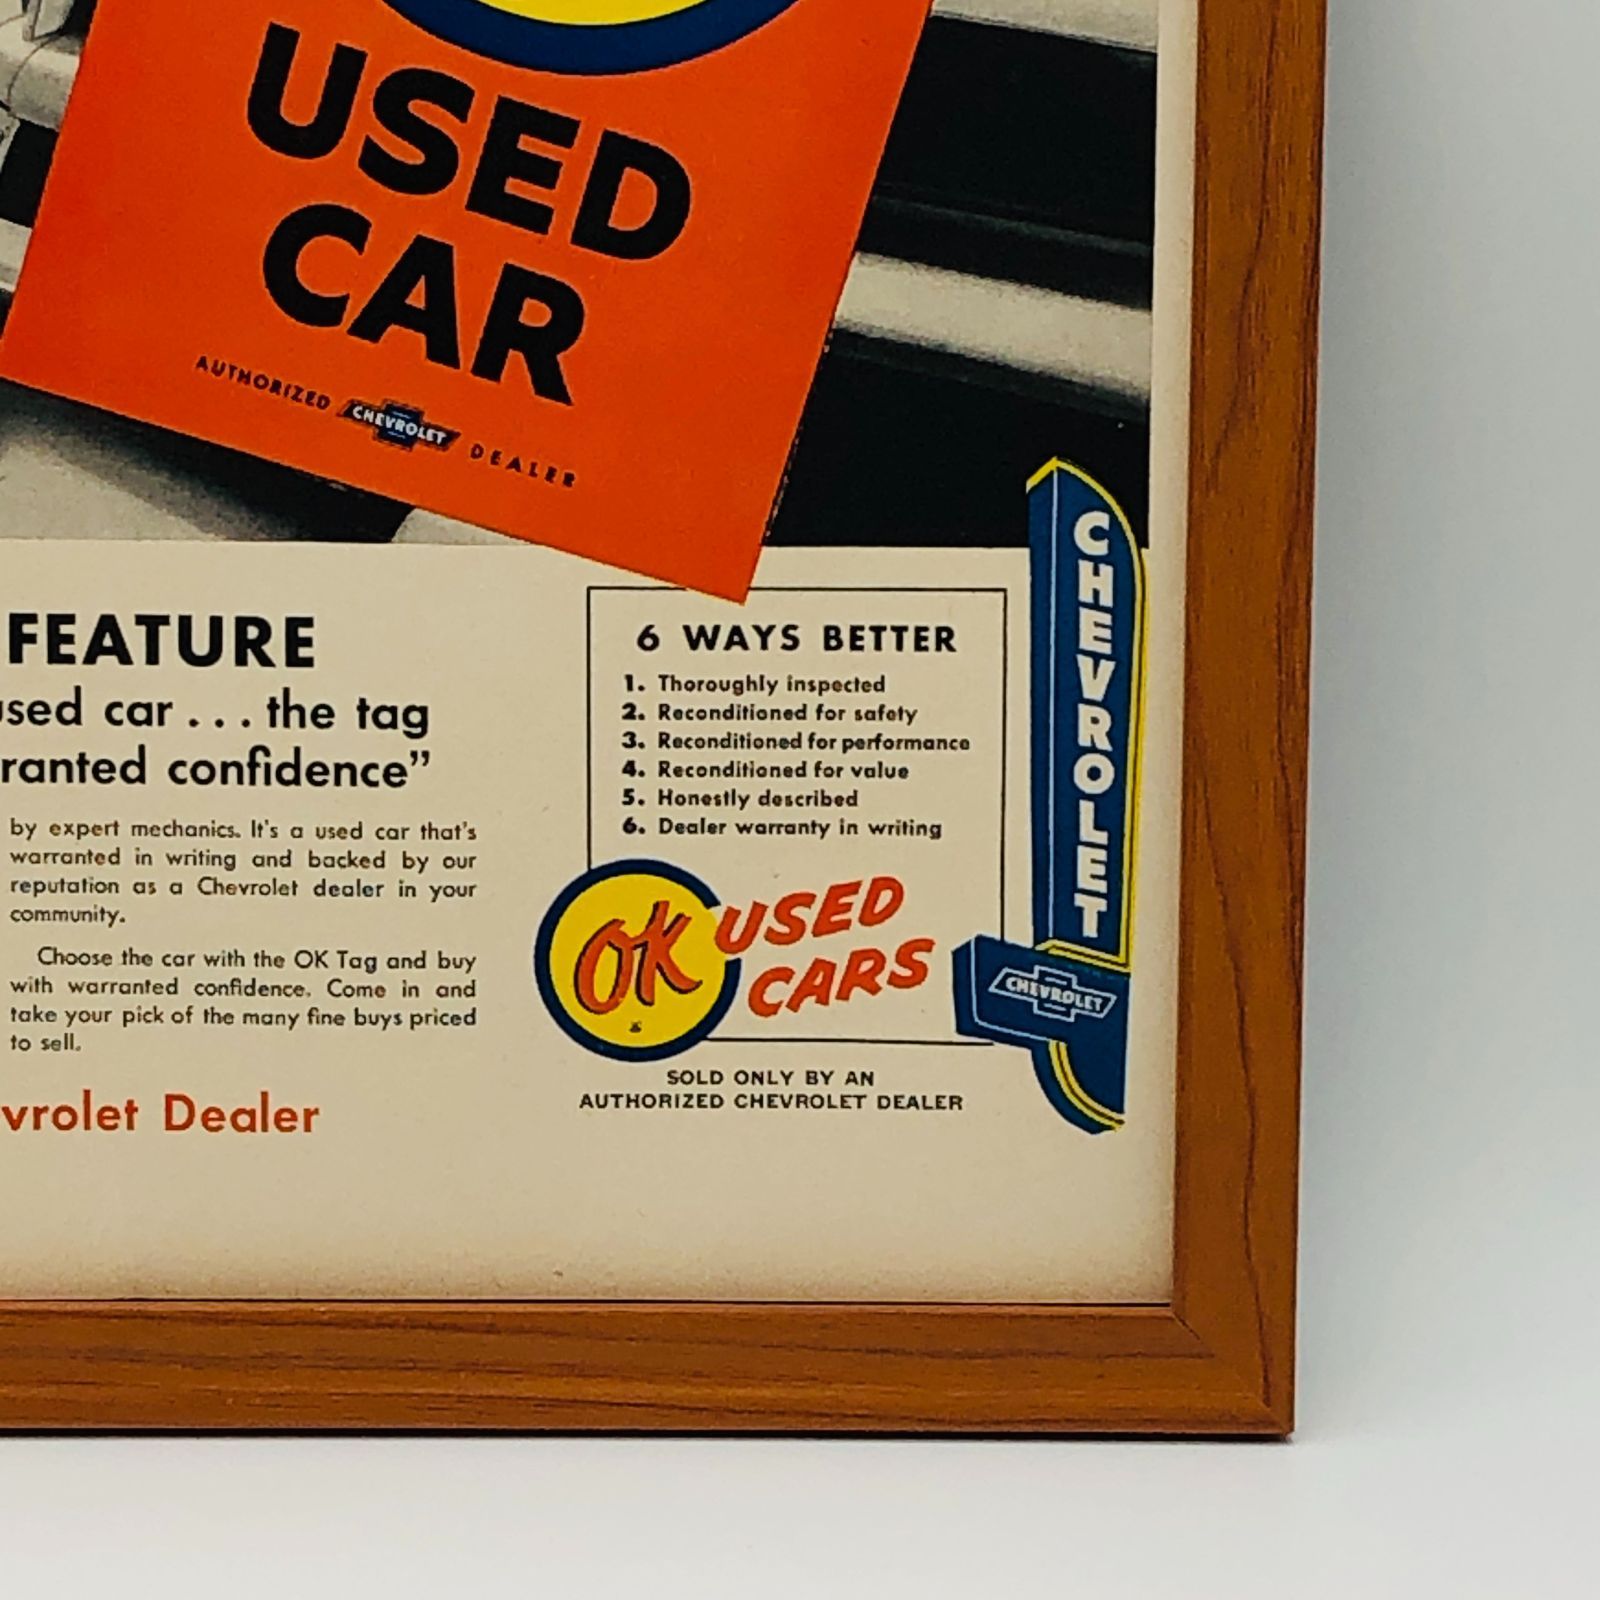 USED
CAR
AUTHORIZED CHEVROLET DEALER
FEATURE
used car . . . the tag
ranted confidence”
by expert mechanics. It's a used car that's
warranted in writing and backed by our
reputation as a Chevrolet dealer in your
community.
Choose the car with the OK Tag and buy
with warranted confidence. Come in and
take your pick of the many fine buys priced
to sell.
vrolet Dealer
6 WAYS BETTER
1. Thoroughly inspected
2. Reconditioned for safety
3. Reconditioned for performance
4. Reconditioned for value
5. Honestly described
6. Dealer warranty in writing
OK USED
CARS
SOLD ONLY BY AN
AUTHORIZED CHEVROLET DEALER
CHEVROLET
CHEVROLET